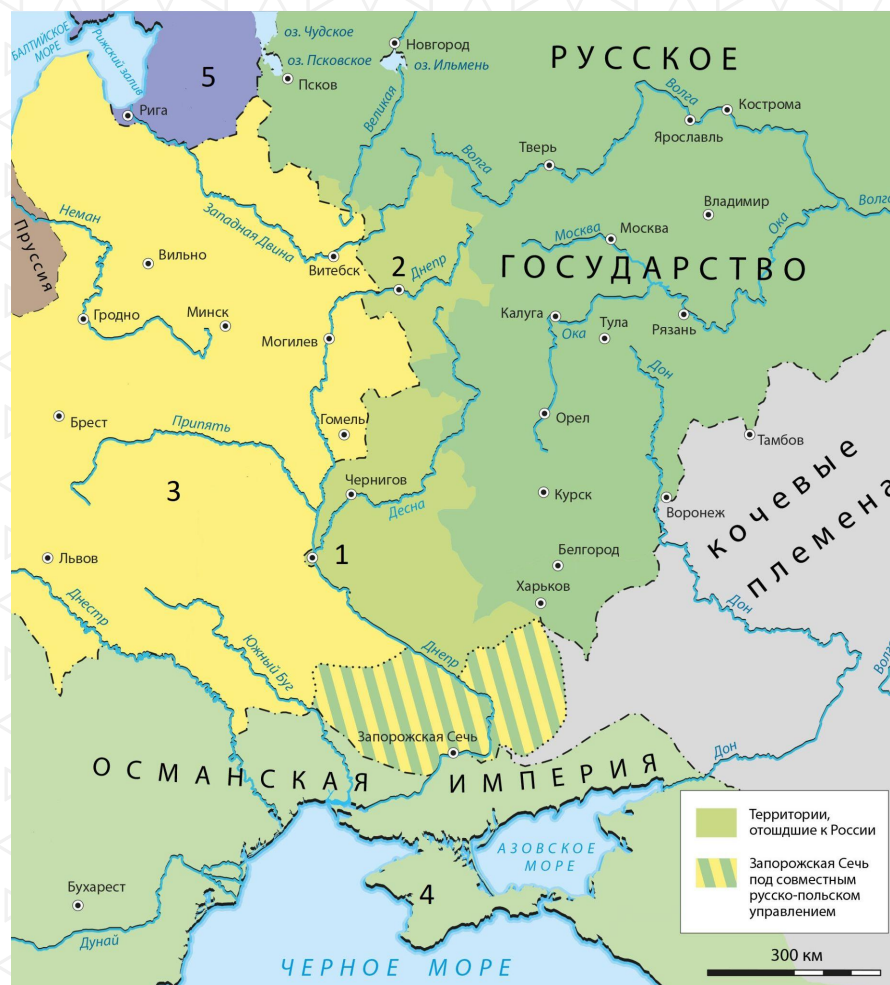 БАЛТИЙСКОЕ
МОРЕ
Рижский залив
5
Рига
оз. Чудское
оз. Псковское
Псков
Новгород
оз. Ильмень
Великая
РУССКОЕ
Волга
Кострома
Ярославль
Тверь
Волга
Владимир
Ока
Волга
Неман
Пруссия
Западная Двина
Вильно
Витебск
2
Днепр
Москва
Москва
ГОСУДАРСТВО
Гродно
Минск
Могилев
Калуга
Ока
Тула
Рязань
Дон
Брест
Припять
Гомель
Орел
Тамбов
3
Чернигов
Десна
Курск
Воронеж
КОЧЕВЫЕ
ПЛЕМЕНА
Львов
1
Белгород
Харьков
Дон
Днестр
Южный Буг
Днепр
Волга
Запорожская Сечь
Дон
ОСМАНСКАЯ ИМПЕРИЯ
АЗОВСКОЕ
МОРЕ
4
Бухарест
Дунай
ЧЕРНОЕ МОРЕ
Территории,
отошдшие к России
Запорожская Сечь
под совместным
русско-польским
управлением
300 км